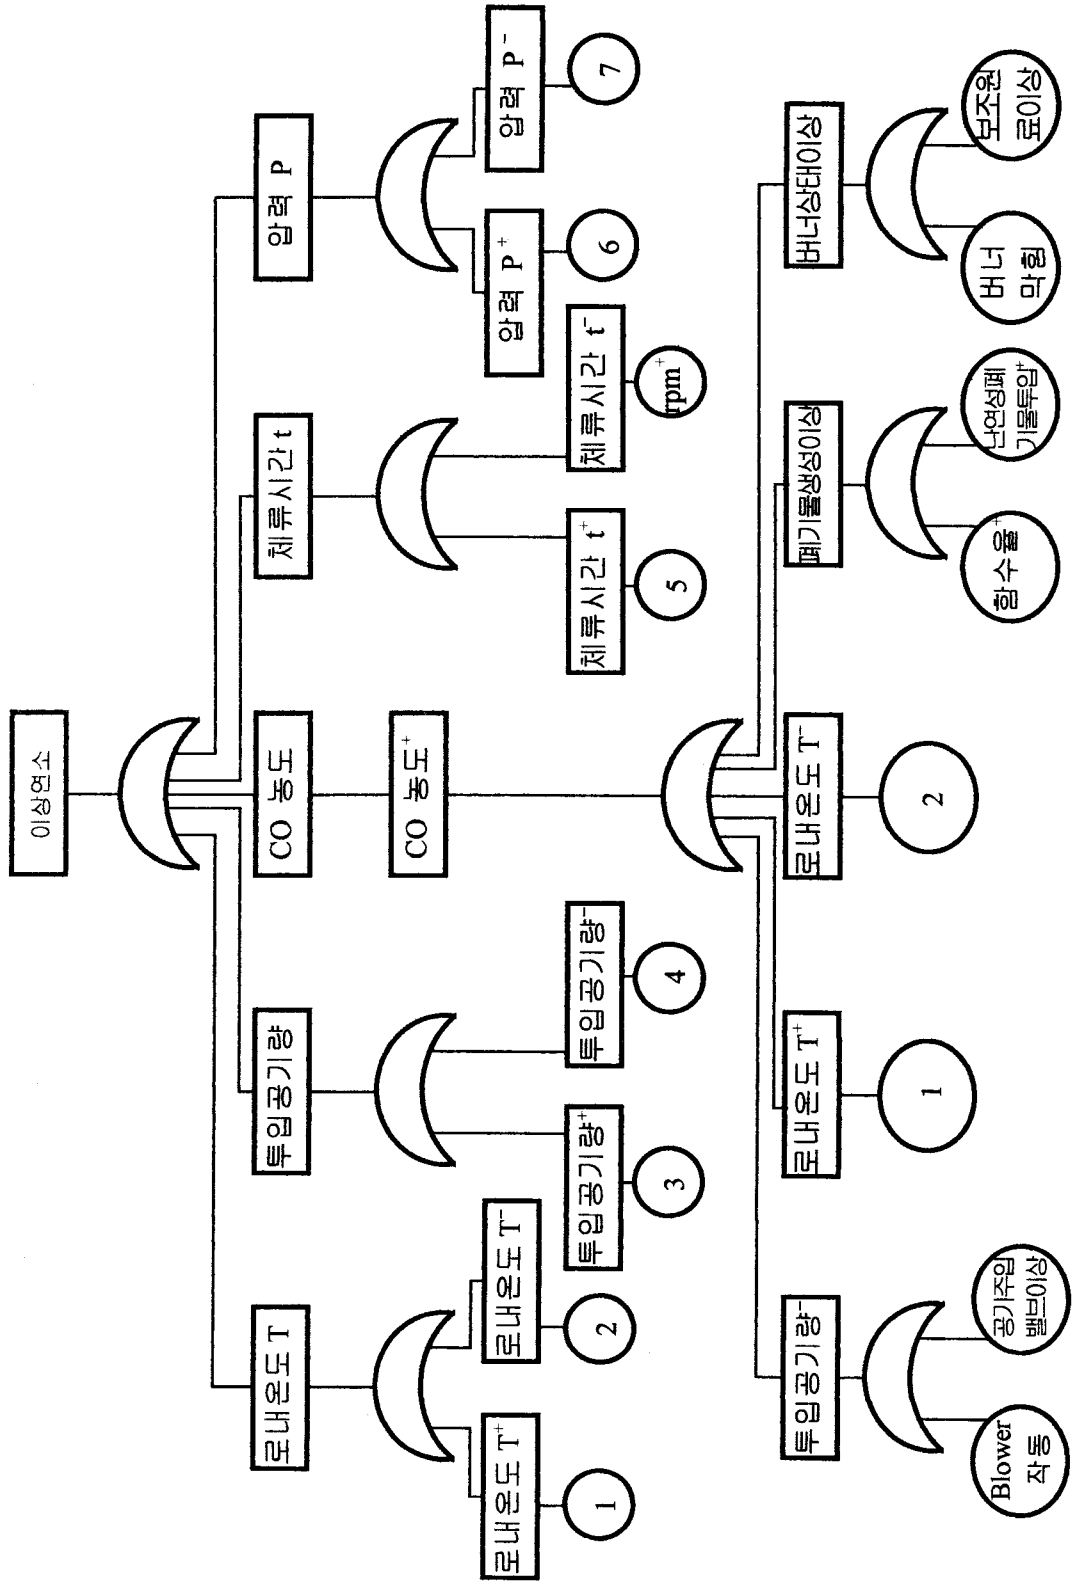 이상연소
로내온도 T
투입공기량
CO 농도
체류시간 t
압력 P
CO 농도+
로내온도 T+
로내온도 T-
압력 P+
압력 P-
1
2
투입공기량+
투입공기량-
체류시간 t+
체류시간 t-
6
7
3
4
5
rpm+
투입공기량-
로내온도 T+
로내온도 T-
폐기물생성이상
버너상태이상
Blower
작동
공기주입
밸브이상
1
2
함수율+
난연성폐
기물투압+
버너
막힘
보조원
료이상